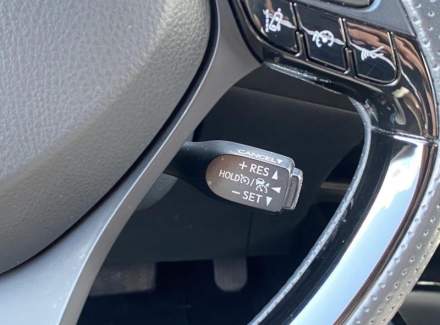 CANCEL
+ RES
HOLD /
− SET